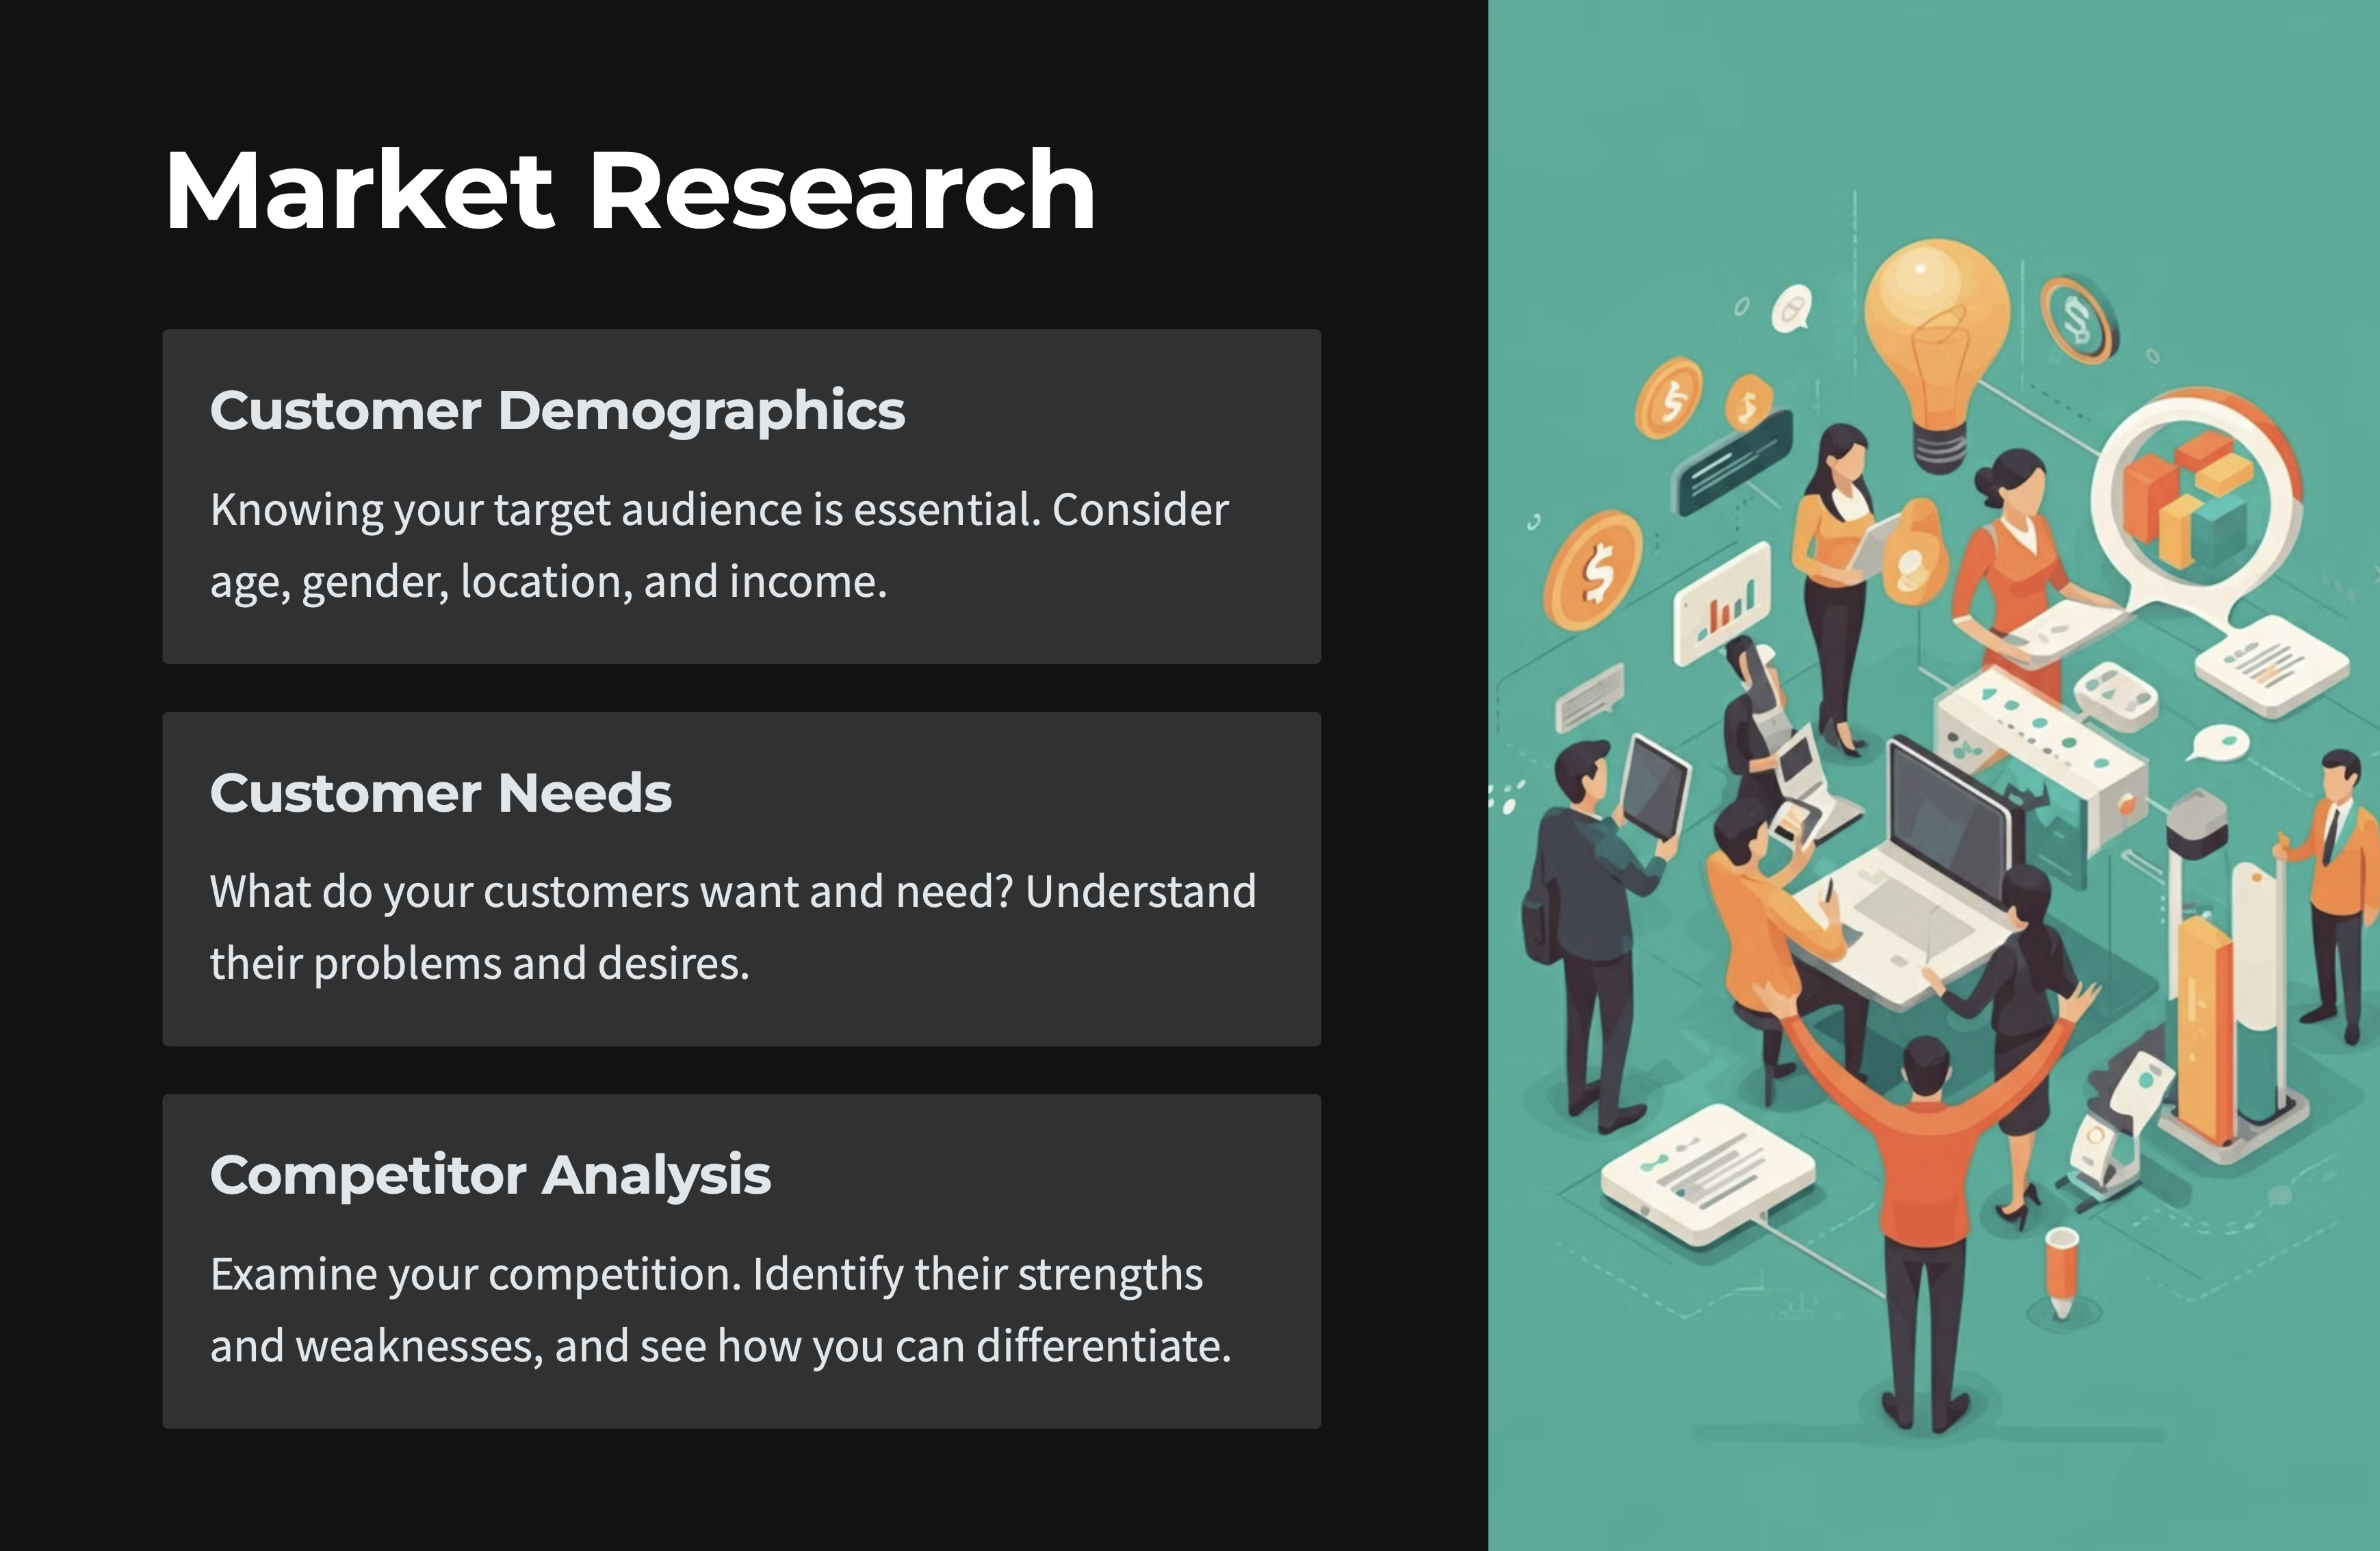 Market Research
Customer Demographics
Knowing your target audience is essential. Consider
age, gender, location, and income.
Customer Needs
What do your customers want and need? Understand
their problems and desires.
Competitor Analysis
Examine your competition. Identify their strengths
and weaknesses, and see how you can differentiate.